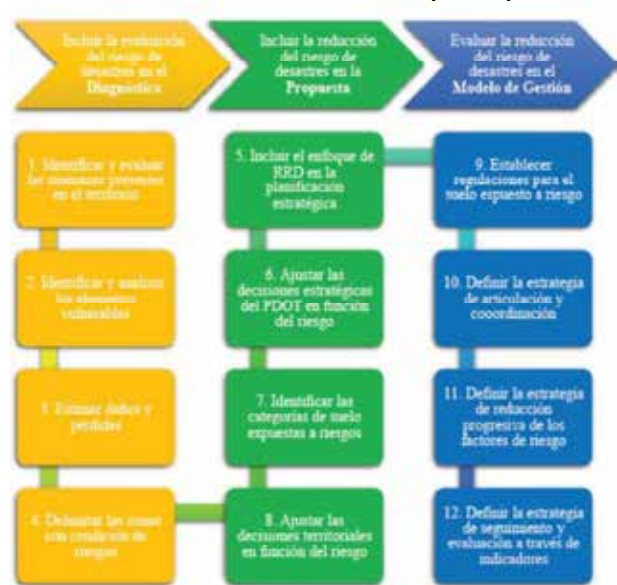 Incluir la evaluación
del riesgo de
desastres en el
Diagnóstico
Incluir la reducción
del riesgo de
desastres en la
Propuesta
Evaluar la reducción
del riesgo de
desastres en el
Modelo de Gestión
1. Identificar y evaluar
las amenazas presentes
en el territorio
2. Identificar y analizar
los elementos
vulnerables
3. Estimar daños y
pérdidas
4. Delimitar las zonas
con condición de
riesgos
5. Incluir el enfoque de
RRD en la
planificación
estratégica
6. Ajustar las
decisiones estratégicas
del PDOT en función
del riesgo
7. Identificar las
categorías de suelo
expuestas a riesgos
8. Ajustar las
decisiones territoriales
en función del riesgo
9. Establecer
regulaciones para el
suelo expuesto a riesgo
10. Definir la estrategia
de articulación y
cooordinación
11. Definir la estrategia
de reducción
progresiva de los
factores de riesgo
12. Definir la estrategia
de seguimiento y
evaluación a través de
indicadores